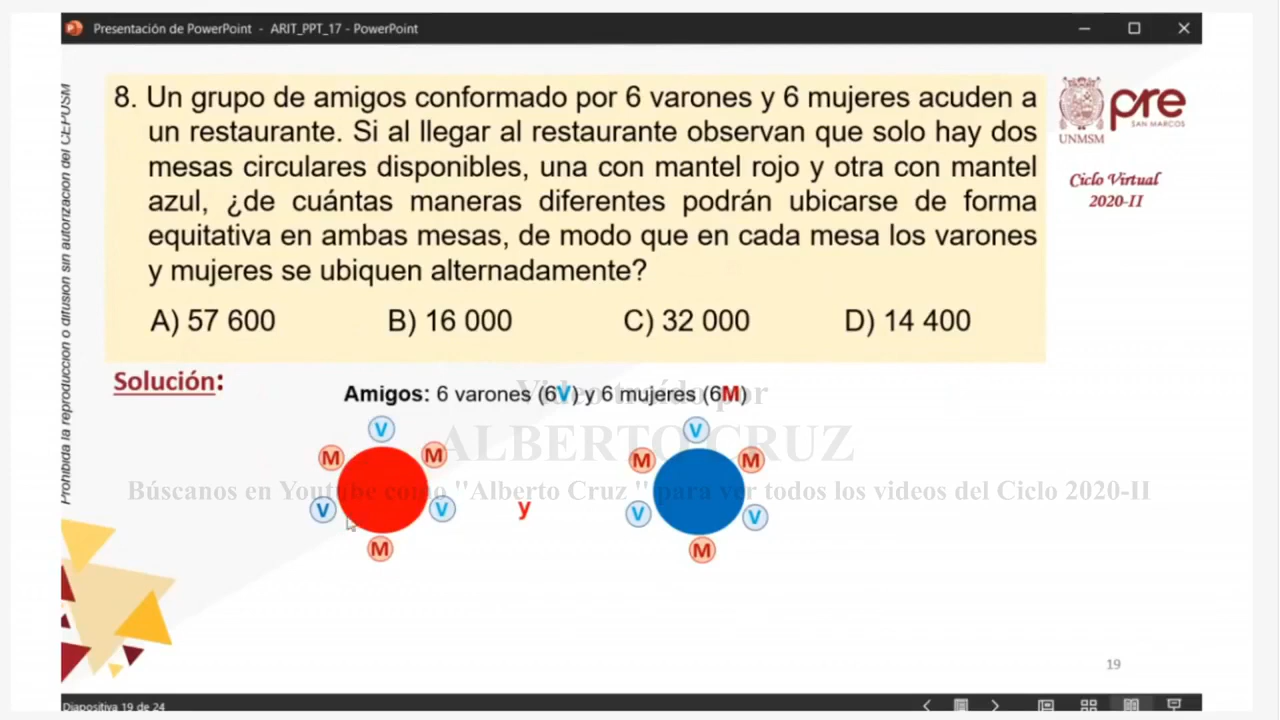 Presentación de PowerPoint - ARIT_PPT_17 - PowerPoint
Prohibida la reproduccion o difusion sin autorizacion del CEPUSM
8. Un grupo de amigos conformado por 6 varones y 6 mujeres acuden a
un restaurante. Si al llegar al restaurante observan que solo hay dos
mesas circulares disponibles, una con mantel rojo y otra con mantel
azul, ¿de cuántas maneras diferentes podrán ubicarse de forma
equitativa en ambas mesas, de modo que en cada mesa los varones
y mujeres se ubiquen alternadamente?
A) 57 600 B) 16 000 C) 32 000 D) 14 400
pre
SAN MARCOS
UNMSM
Ciclo Virtual
2020-II
Solución:
Amigos: 6 varones (6V) y 6 mujeres (6M)
Video traído por
ALBERTO CRUZ
Búscanos en Youtube como "Alberto Cruz " para ver todos los videos del Ciclo 2020-II
V
M M
V V
M
y
V
M M
V V
M
19
Diapositiva 19 de 24